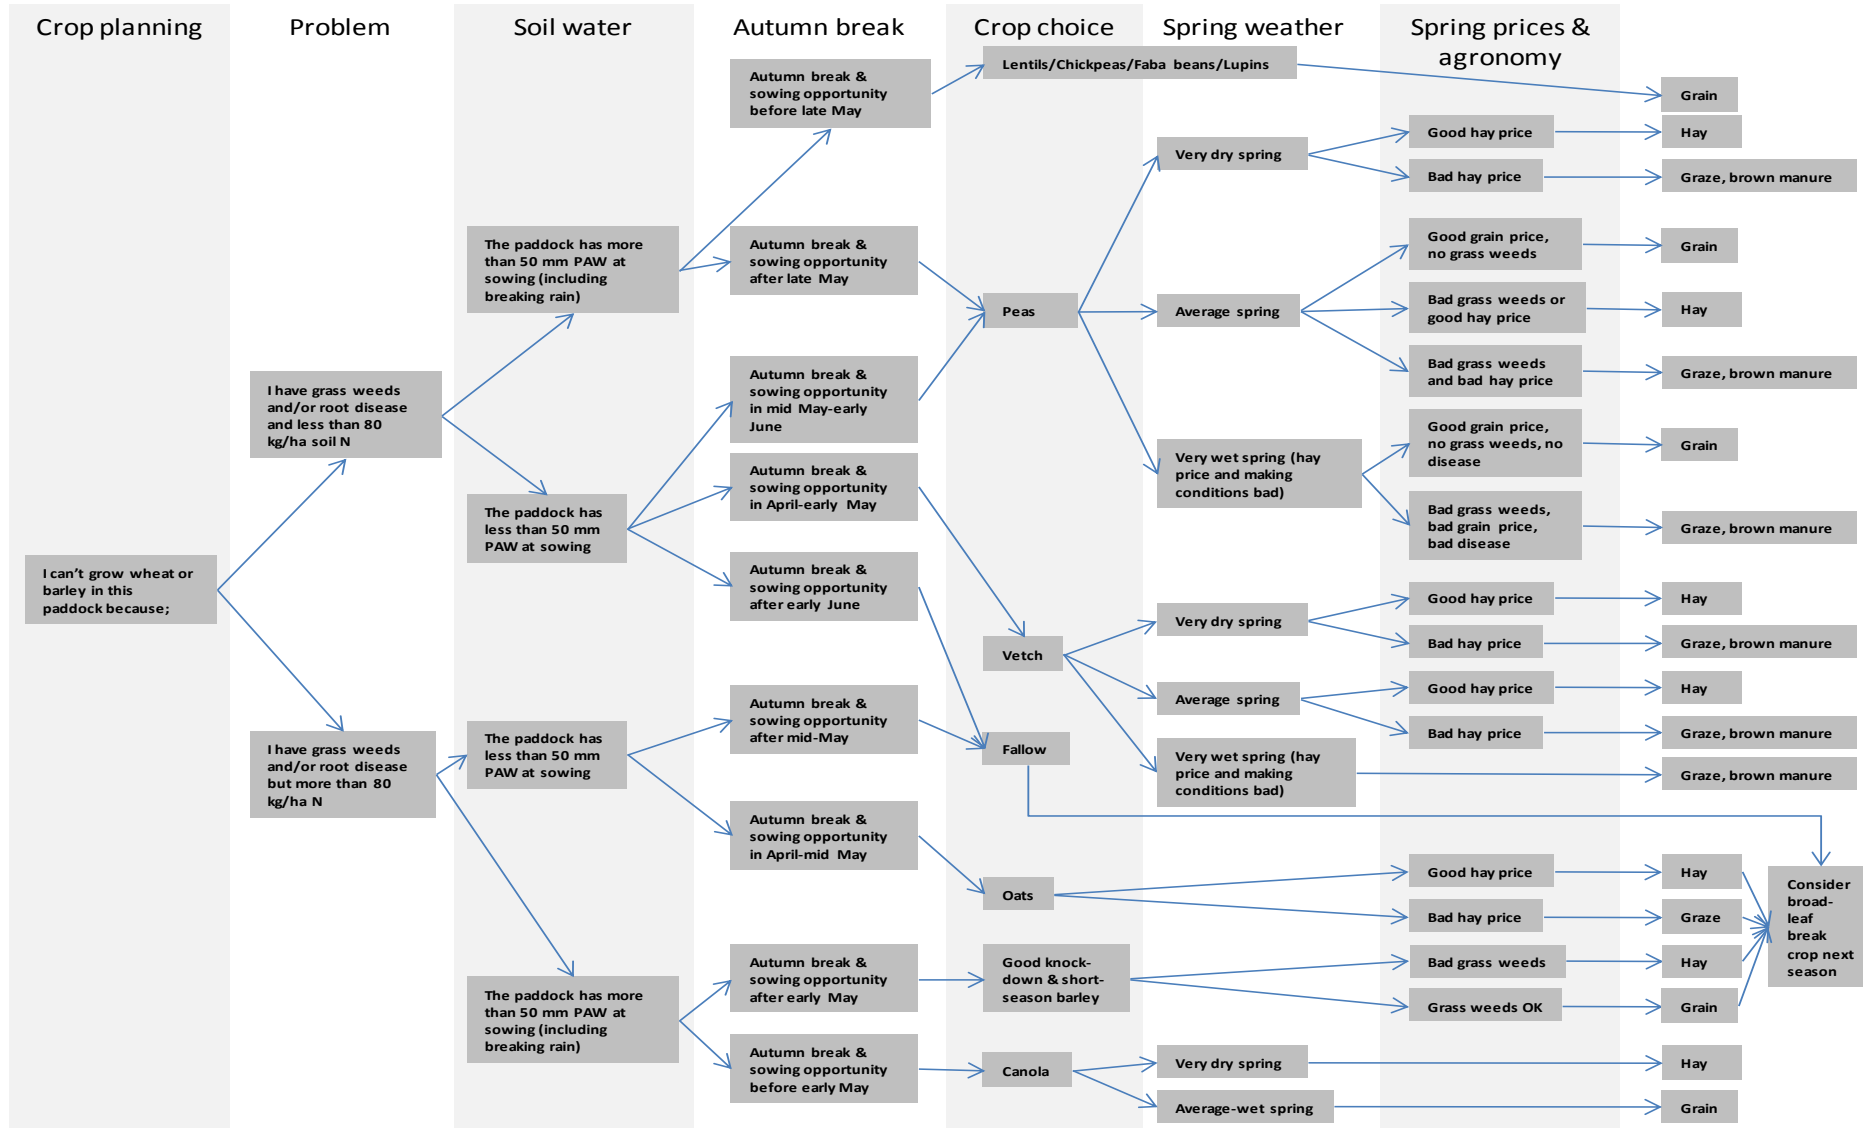 Crop planning
Problem
Soil water
Autumn break
Crop choice
Spring weather
Spring prices &
agronomy
I can't grow wheat or
barley in this
paddock because;
I have grass weeds
and/or root disease
and less than 80
kg/ha soil N
I have grass weeds
and/or root disease
but more than 80
kg/ha N
The paddock has more
than 50 mm PAW at
sowing (including
breaking rain)
The paddock has
less than 50 mm
PAW at sowing
The paddock has
less than 50 mm
PAW at sowing
The paddock has more
than 50 mm PAW at
sowing (including
breaking rain)
Autumn break &
sowing opportunity
before late May
Autumn break &
sowing opportunity
after late May
Autumn break &
sowing opportunity
in mid May-early
June
Autumn break &
sowing opportunity
in April-early May
Autumn break &
sowing opportunity
after early June
Autumn break &
sowing opportunity
after mid-May
Autumn break &
sowing opportunity
in April-mid May
Autumn break &
sowing opportunity
after early May
Autumn break &
sowing opportunity
before early May
Lentils/Chickpeas/Faba beans/Lupins
Peas
Vetch
Fallow
Oats
Good knock-
down & short-
season barley
Canola
Very dry spring
Average spring
Very wet spring (hay
price and making
conditions bad)
Very dry spring
Average spring
Very wet spring (hay
price and making
conditions bad)
Very dry spring
Average-wet spring
Good hay price
Bad hay price
Good grain price,
no grass weeds
Bad grass weeds or
good hay price
Bad grass weeds
and bad hay price
Good grain price,
no grass weeds, no
disease
Bad grass weeds,
bad grain price,
bad disease
Good hay price
Bad hay price
Good hay price
Bad hay price
Good hay price
Bad hay price
Bad grass weeds
Grass weeds OK
Grain
Hay
Graze, brown manure
Grain
Hay
Graze, brown manure
Grain
Graze, brown manure
Hay
Graze, brown manure
Hay
Graze, brown manure
Graze, brown manure
Hay
Graze
Hay
Grain
Hay
Grain
Consider
broad-
leaf
break
crop next
season